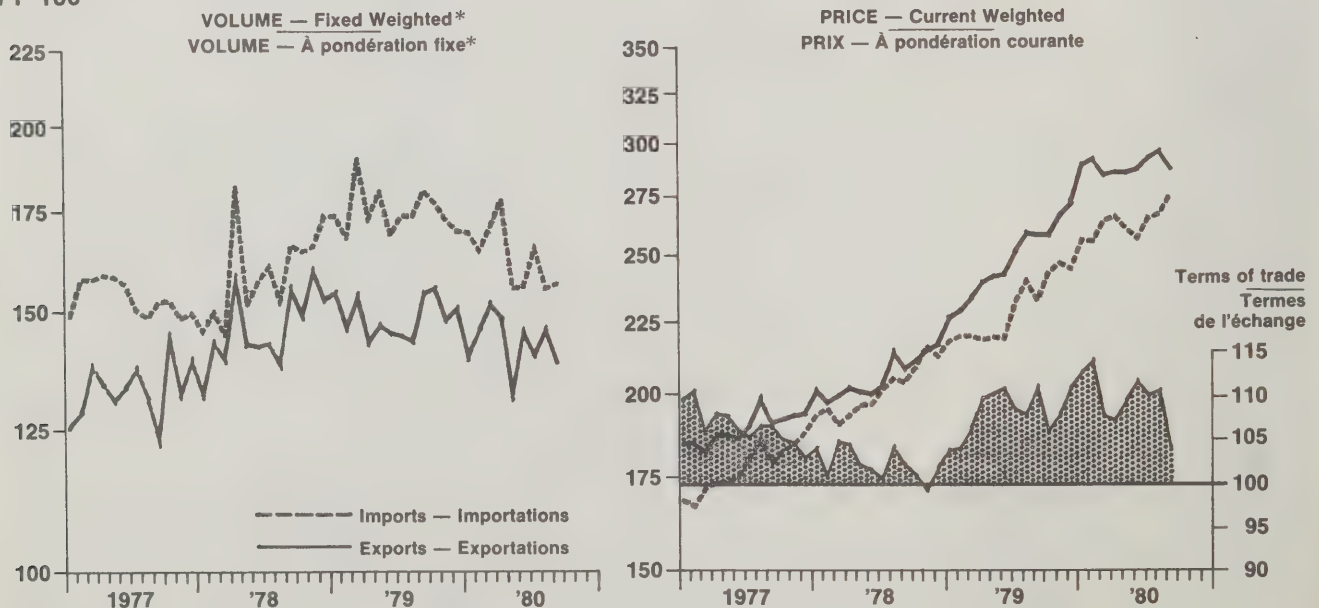 VOLUME — Fixed Weighted*
VOLUME — À pondération fixe*
225
200
175
150
125
100
Imports — Importations
Exports — Exportations
1977 '78 '79 '80
PRICE — Current Weighted
PRIX — À pondération courante
350
325
300
275
250
225
200
175
150
Terms of trade
Termes
de l'échange
115
110
105
100
95
90
1977 '78 '79 '80